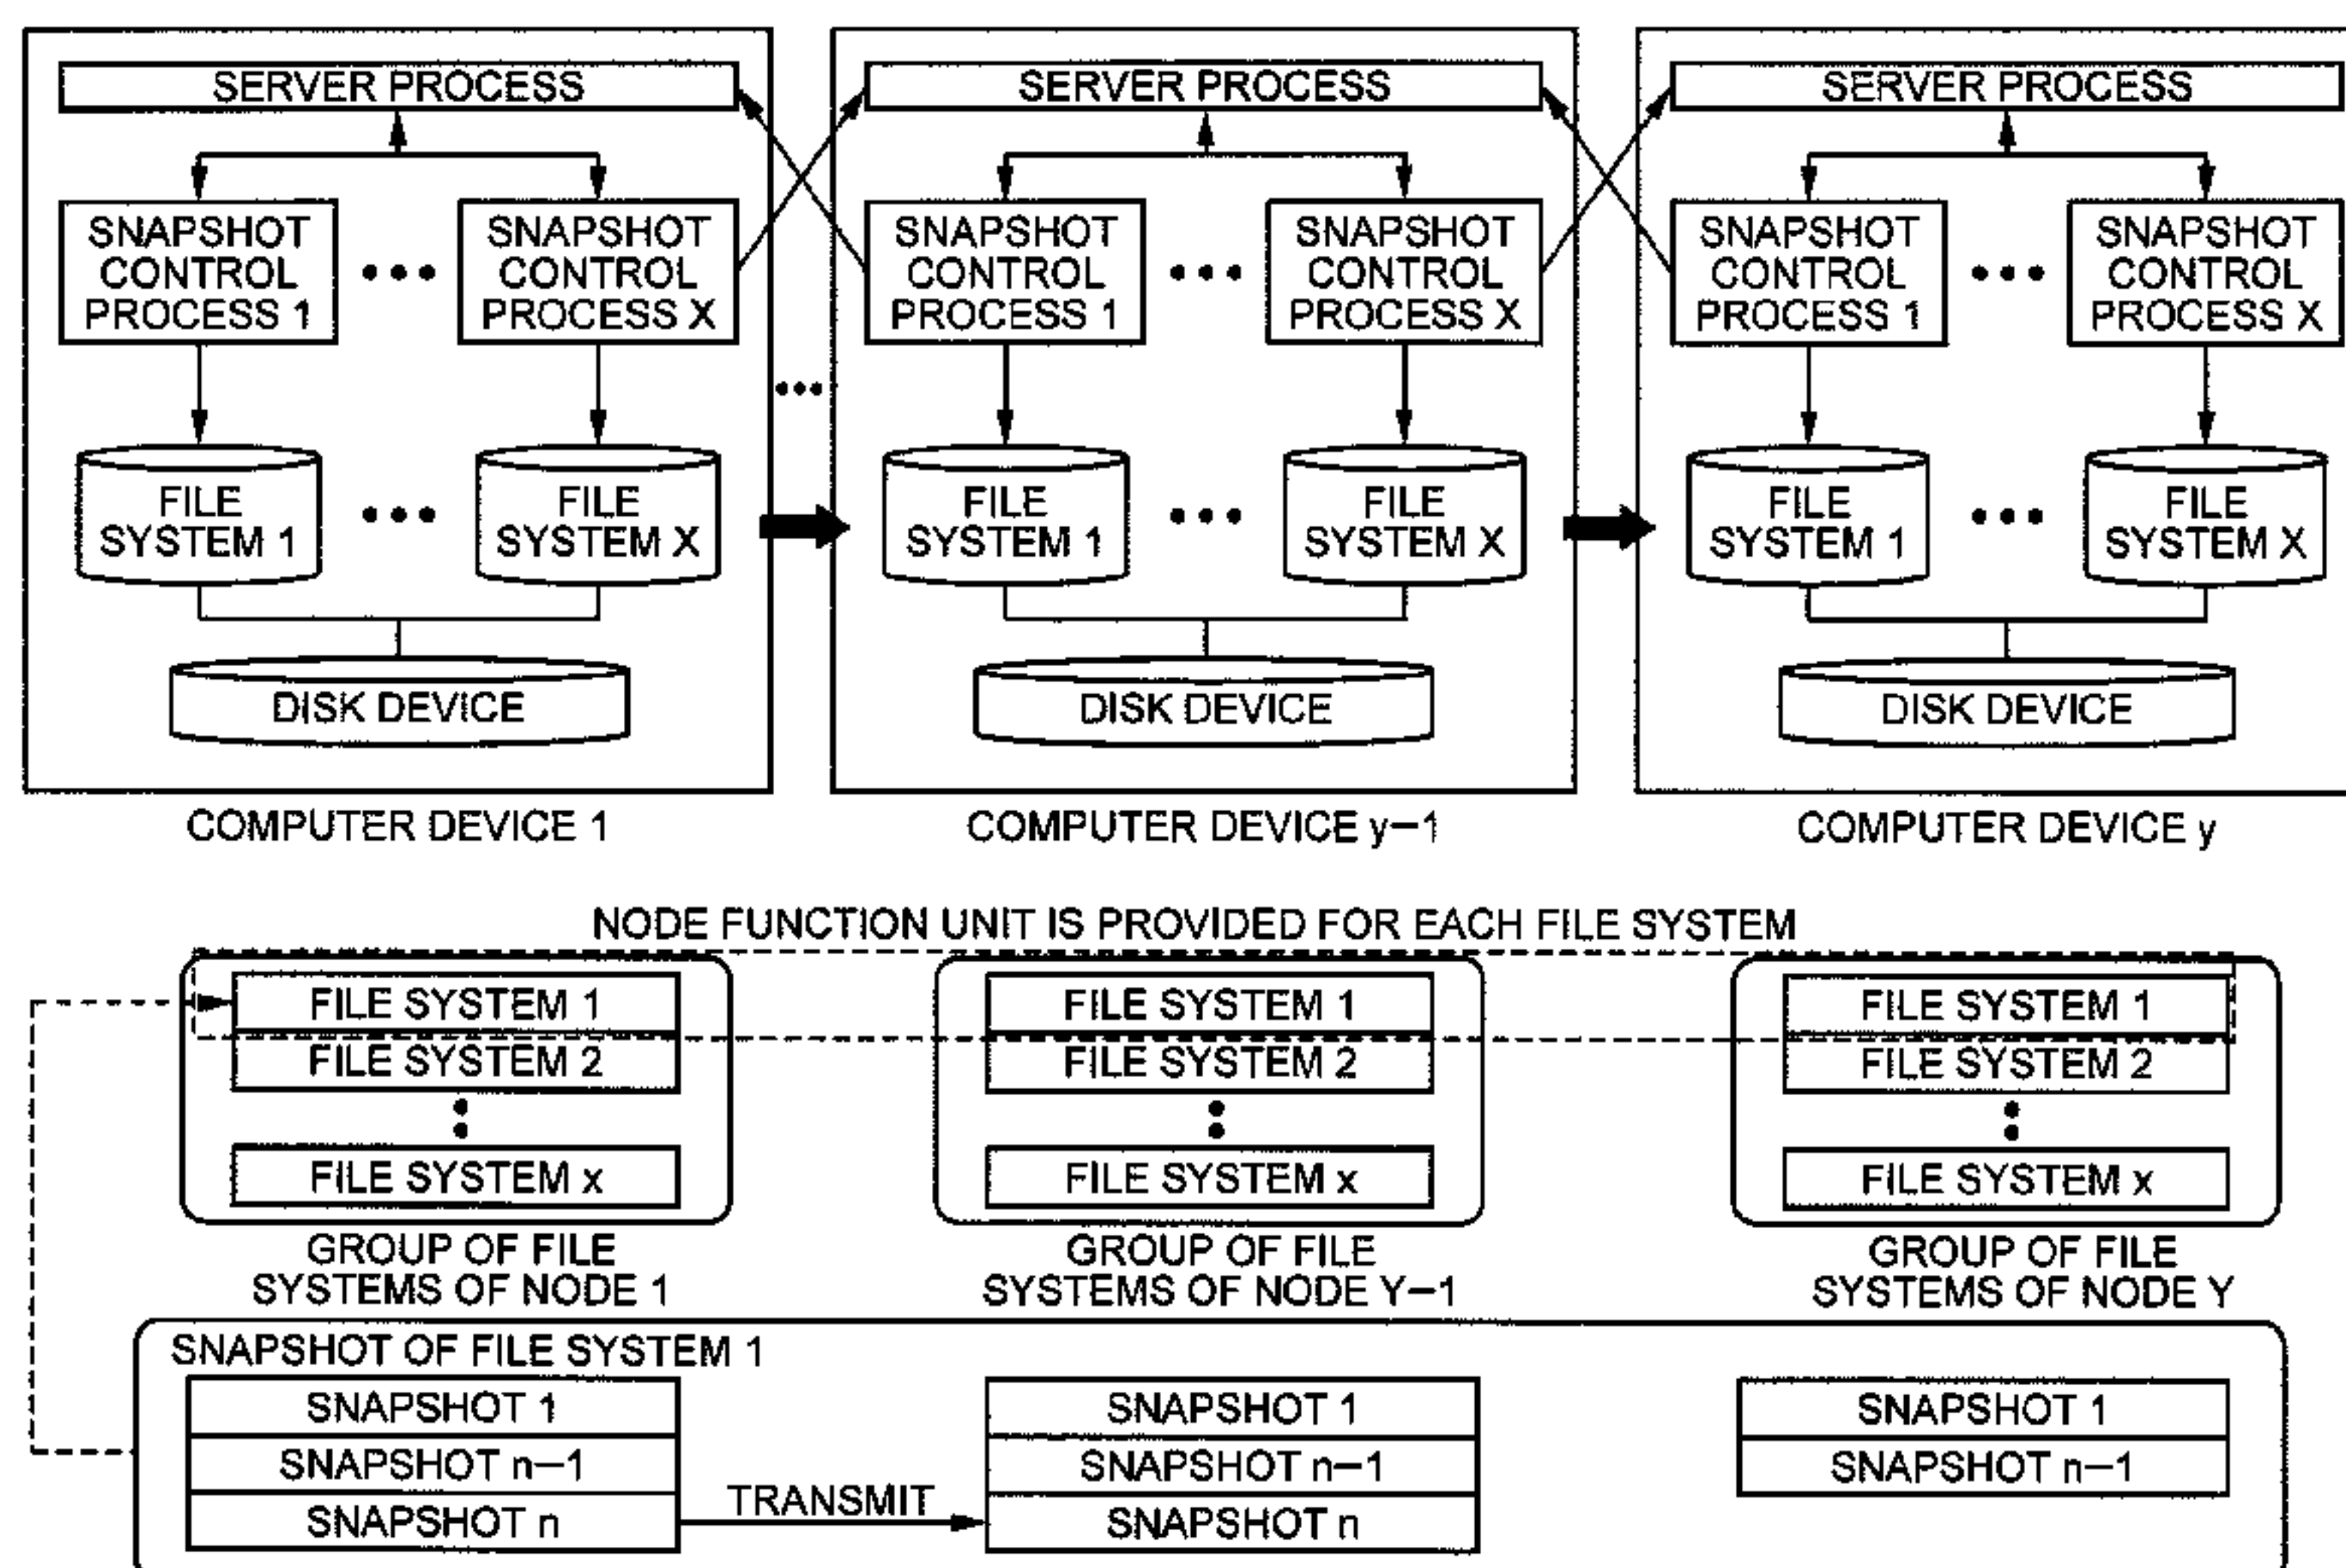 SERVER PROCESS
SERVER PROCESS
SERVER PROCESS
SNAPSHOT
CONTROL
PROCESS 1
SNAPSHOT
CONTROL
PROCESS X
SNAPSHOT
CONTROL
PROCESS 1
SNAPSHOT
CONTROL
PROCESS X
SNAPSHOT
CONTROL
PROCESS 1
SNAPSHOT
CONTROL
PROCESS X
FILE
SYSTEM 1
FILE
SYSTEM X
FILE
SYSTEM 1
FILE
SYSTEM X
FILE
SYSTEM 1
FILE
SYSTEM X
DISK DEVICE
DISK DEVICE
DISK DEVICE
COMPUTER DEVICE 1
COMPUTER DEVICE y–1
COMPUTER DEVICE y
NODE FUNCTION UNIT IS PROVIDED FOR EACH FILE SYSTEM
FILE SYSTEM 1
FILE SYSTEM 2
FILE SYSTEM x
GROUP OF FILE
SYSTEMS OF NODE 1
FILE SYSTEM 1
FILE SYSTEM 2
FILE SYSTEM x
GROUP OF FILE
SYSTEMS OF NODE Y–1
FILE SYSTEM 1
FILE SYSTEM 2
FILE SYSTEM x
GROUP OF FILE
SYSTEMS OF NODE Y
SNAPSHOT OF FILE SYSTEM 1
SNAPSHOT 1
SNAPSHOT n–1
SNAPSHOT n
TRANSMIT
SNAPSHOT 1
SNAPSHOT n–1
SNAPSHOT n
SNAPSHOT 1
SNAPSHOT n–1